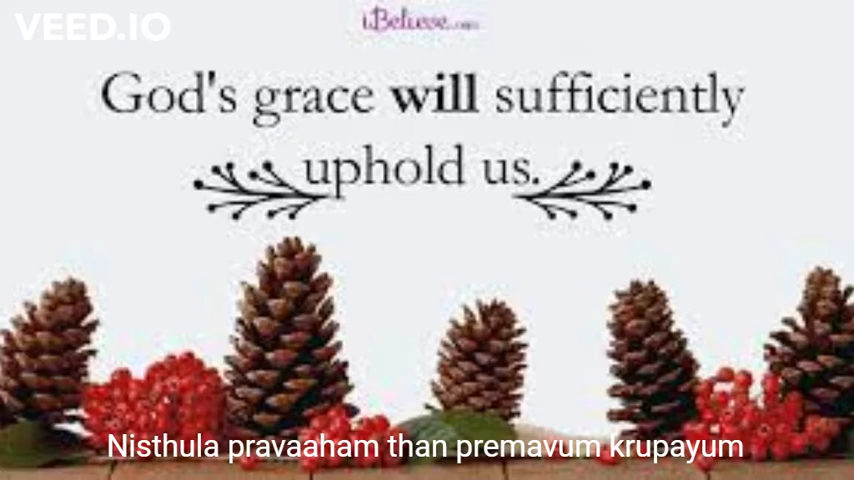 VEED.IO
iBelieve.com
God's grace will sufficiently
uphold us.
Nisthula pravaaham than premavum krupayum